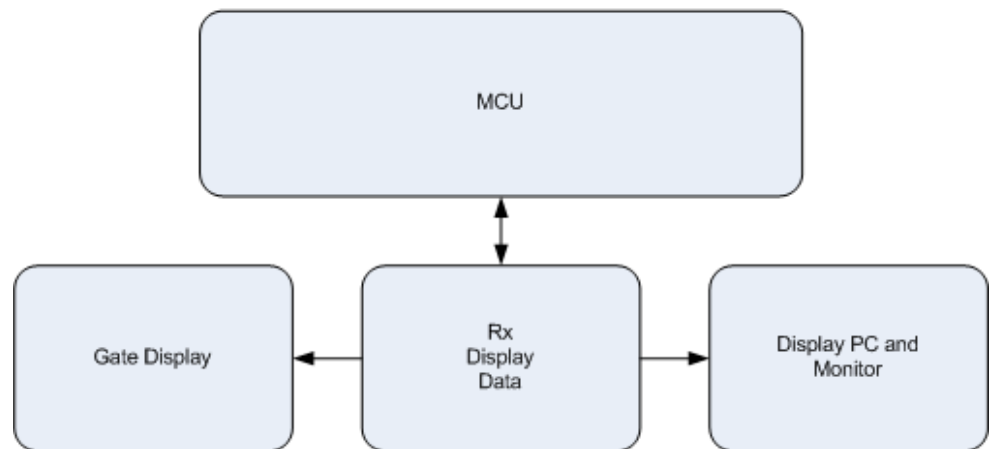 MCU
Gate Display
Rx
Display
Data
Display PC and
Monitor